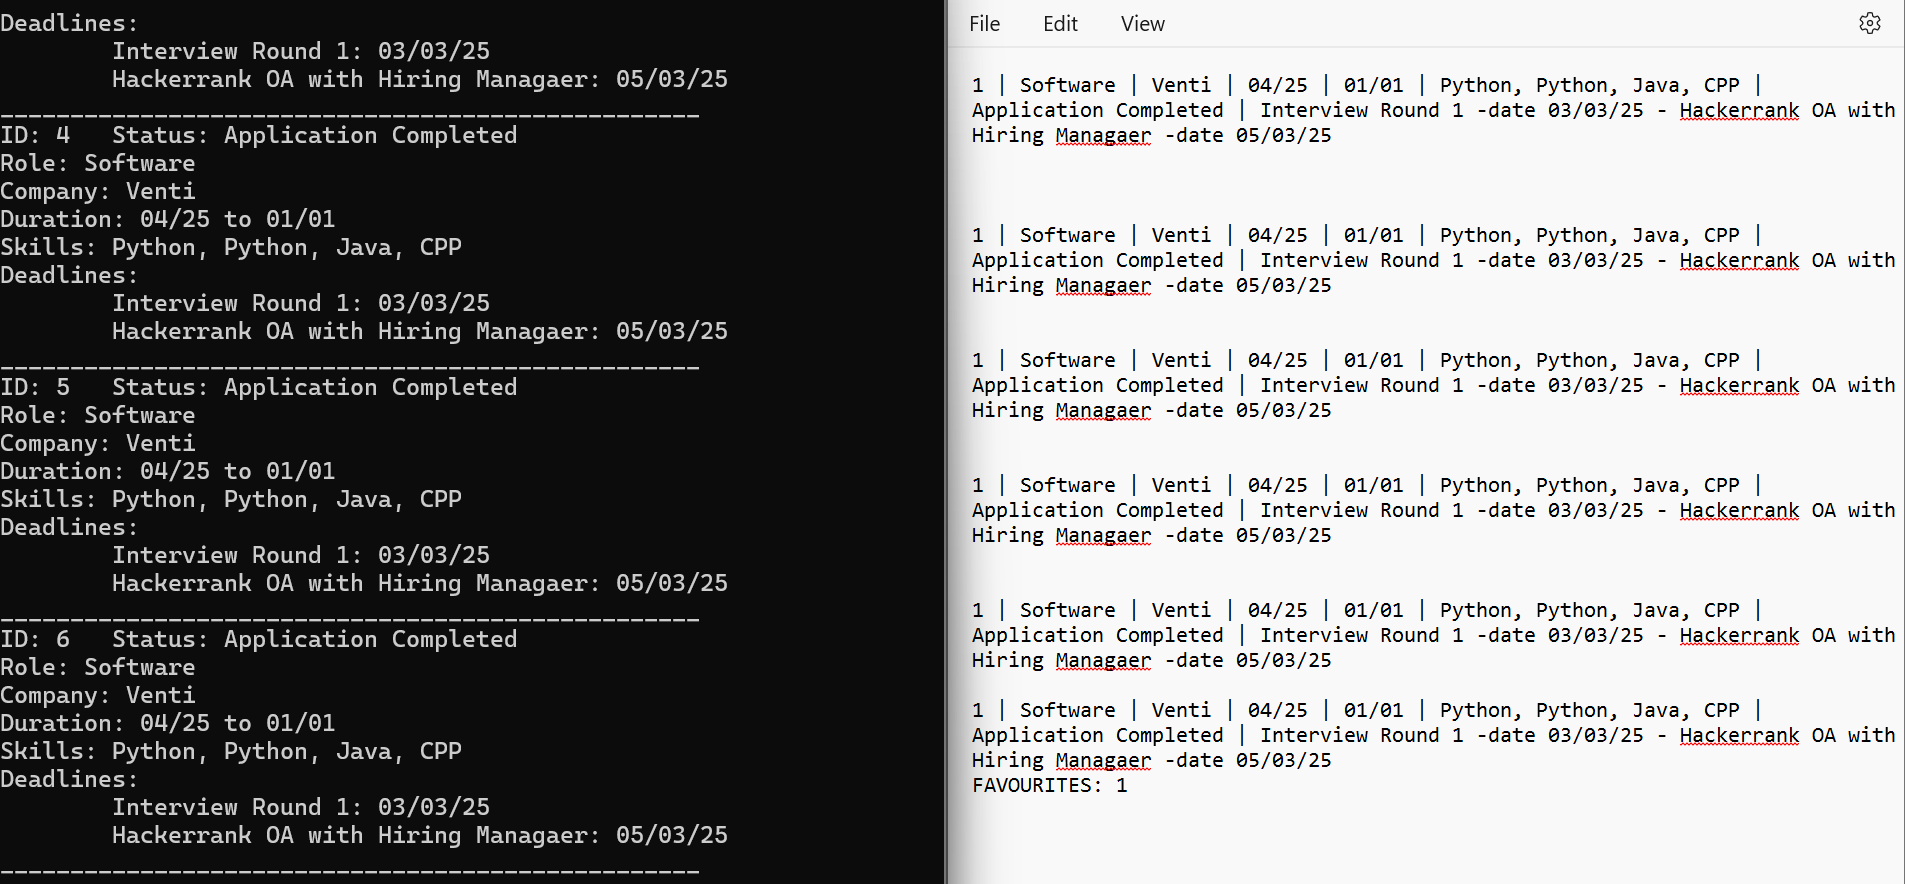 Deadlines:
Interview Round 1: 03/03/25
Hackerrank OA with Hiring Managaer: 05/03/25
__________________________________________________
ID: 4   Status: Application Completed
Role: Software
Company: Venti
Duration: 04/25 to 01/01
Skills: Python, Python, Java, CPP
Deadlines:
Interview Round 1: 03/03/25
Hackerrank OA with Hiring Managaer: 05/03/25
__________________________________________________
ID: 5   Status: Application Completed
Role: Software
Company: Venti
Duration: 04/25 to 01/01
Skills: Python, Python, Java, CPP
Deadlines:
Interview Round 1: 03/03/25
Hackerrank OA with Hiring Managaer: 05/03/25
__________________________________________________
ID: 6   Status: Application Completed
Role: Software
Company: Venti
Duration: 04/25 to 01/01
Skills: Python, Python, Java, CPP
Deadlines:
Interview Round 1: 03/03/25
Hackerrank OA with Hiring Managaer: 05/03/25
__________________________________________________
File Edit View
1 | Software | Venti | 04/25 | 01/01 | Python, Python, Java, CPP |
Application Completed | Interview Round 1 -date 03/03/25 - Hackerrank OA with
Hiring Managaer -date 05/03/25
1 | Software | Venti | 04/25 | 01/01 | Python, Python, Java, CPP |
Application Completed | Interview Round 1 -date 03/03/25 - Hackerrank OA with
Hiring Managaer -date 05/03/25
1 | Software | Venti | 04/25 | 01/01 | Python, Python, Java, CPP |
Application Completed | Interview Round 1 -date 03/03/25 - Hackerrank OA with
Hiring Managaer -date 05/03/25
1 | Software | Venti | 04/25 | 01/01 | Python, Python, Java, CPP |
Application Completed | Interview Round 1 -date 03/03/25 - Hackerrank OA with
Hiring Managaer -date 05/03/25
1 | Software | Venti | 04/25 | 01/01 | Python, Python, Java, CPP |
Application Completed | Interview Round 1 -date 03/03/25 - Hackerrank OA with
Hiring Managaer -date 05/03/25
1 | Software | Venti | 04/25 | 01/01 | Python, Python, Java, CPP |
Application Completed | Interview Round 1 -date 03/03/25 - Hackerrank OA with
Hiring Managaer -date 05/03/25
FAVOURITES: 1